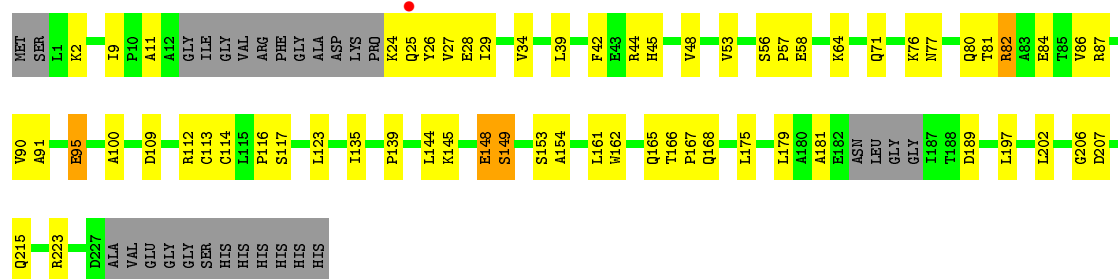 MET SER L1 K2 I9 P10 A11 A12 GLY ILE GLY VAL ARG PHE GLY ALA ASP LYS PRO K24 Q25 Y26 V27 E28 I29 V34 L39 F42 E43 R44 H45 V48 V53 S56 P57 E58 K64 Q71 K76 N77 Q80 T81 R82 A83 E84 T85 V86 R87
V90 A91 E95 A100 D109 R112 C113 C114 L115 P116 S117 L123 I135 P139 L144 K145 E148 S149 S153 A154 L161 W162 Q165 T166 P167 Q168 L175 L179 A180 A181 E182 ASN LEU GLY GLY I187 T188 D189 L197 L202 G206 D207
Q215 R223 D227 ALA VAL GLU GLY GLY SER HIS HIS HIS HIS HIS HIS